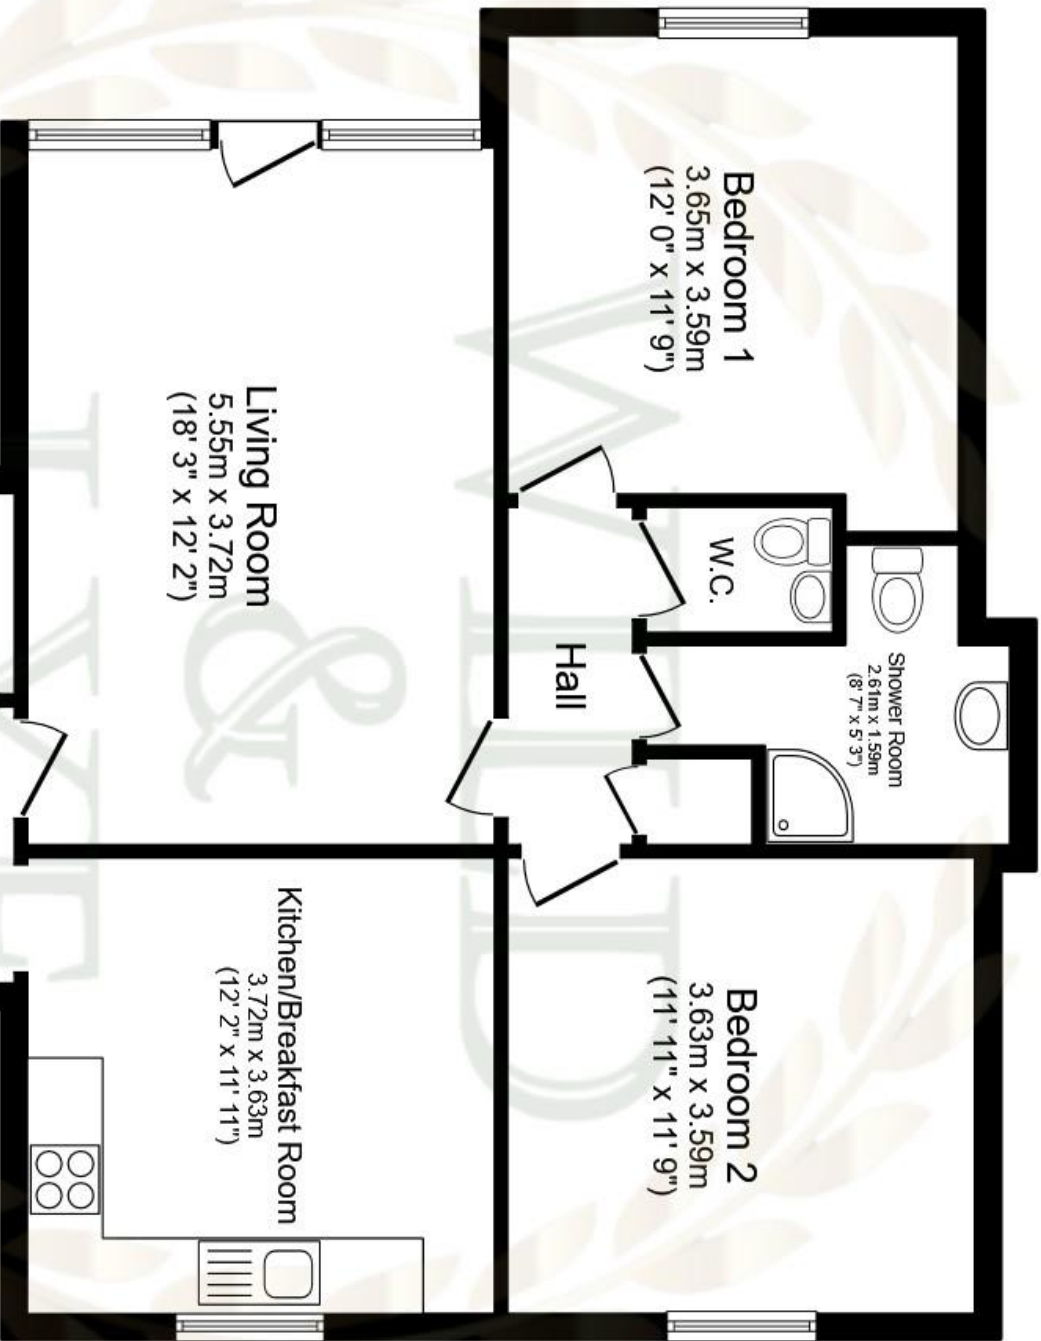 Bedroom 1
3.65m x 3.59m
(12' 0" x 11' 9")
Living Room
5.55m x 3.72m
(18' 3" x 12' 2")
W.C.
Hall
Shower Room
2.61m x 1.59m
(8' 7" x 5' 3")
Kitchen/Breakfast Room
3.72m x 3.63m
(12' 2" x 11' 11")
Bedroom 2
3.63m x 3.59m
(11' 11" x 11' 9")
WILD
&